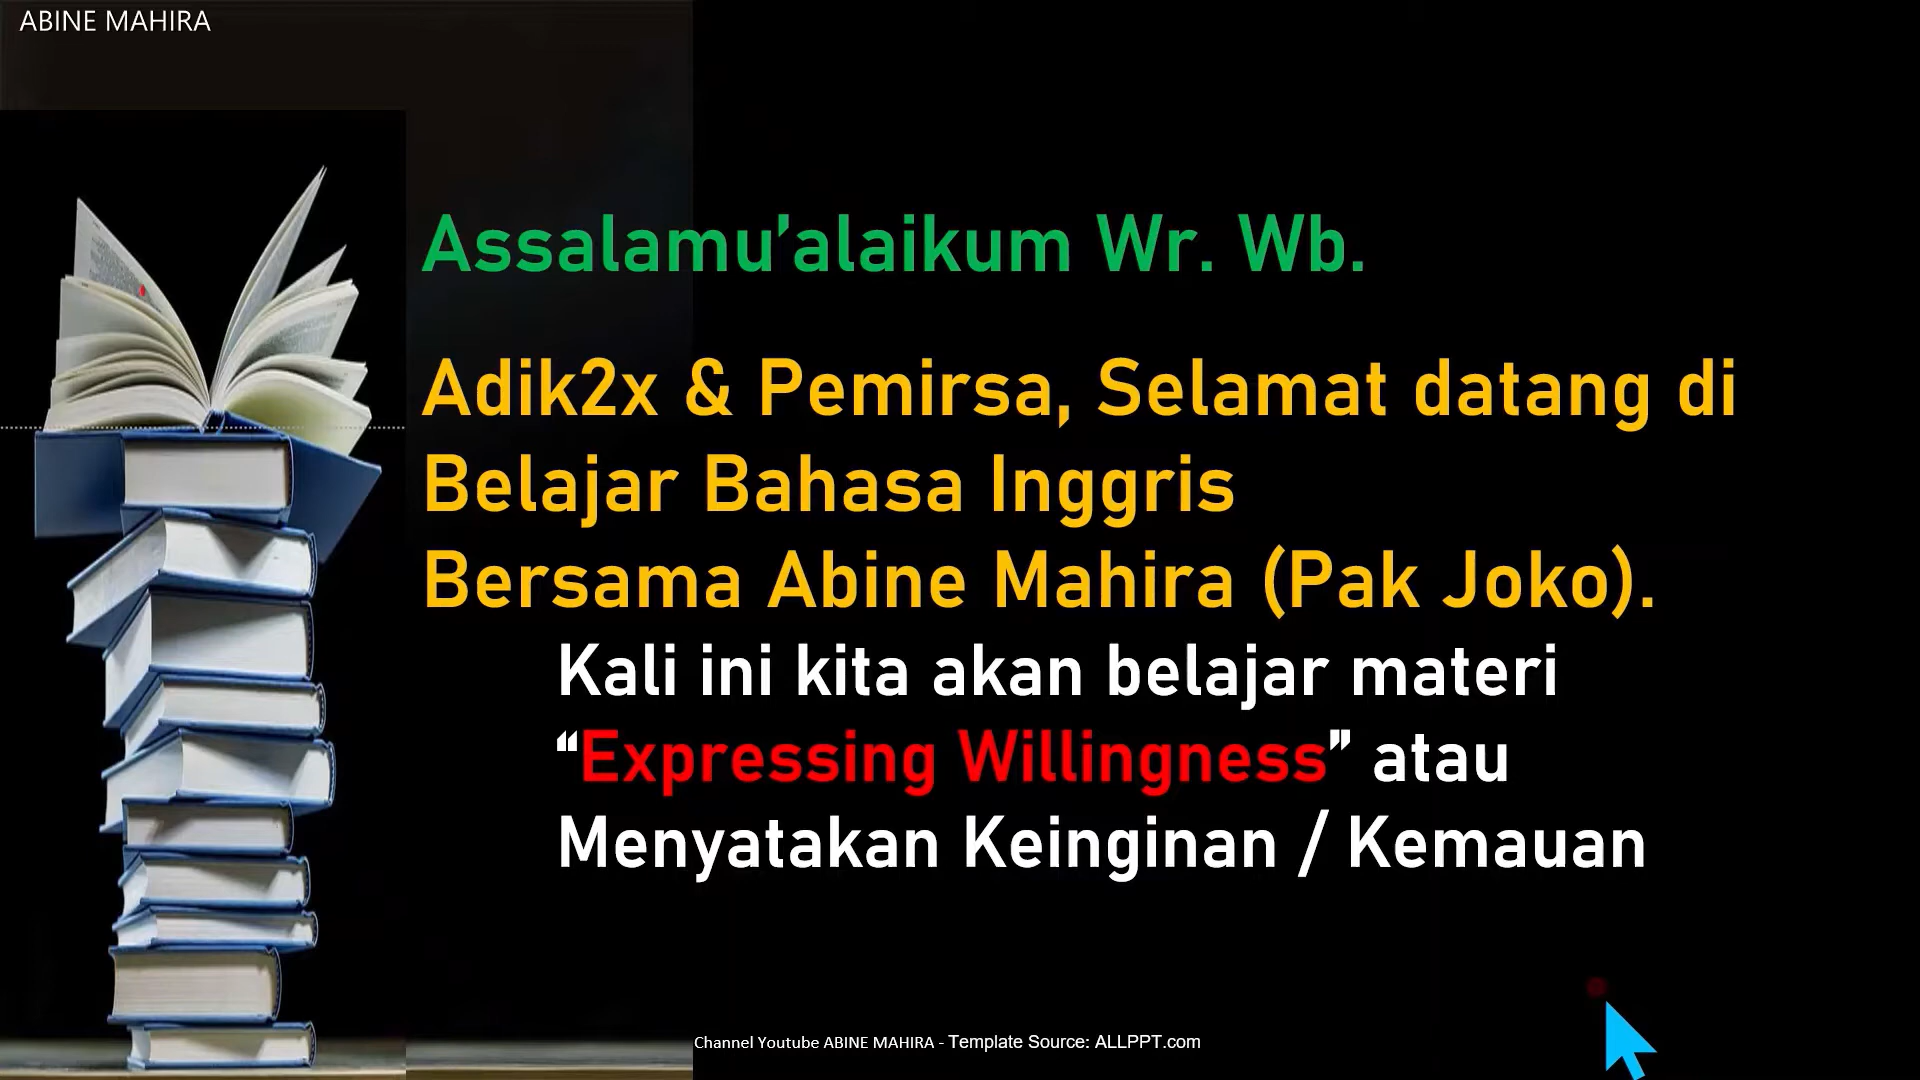 ABINE MAHIRA
Assalamu’alaikum Wr. Wb.
Adik2x & Pemirsa, Selamat datang di
Belajar Bahasa Inggris
Bersama Abine Mahira (Pak Joko).
Kali ini kita akan belajar materi
“Expressing Willingness” atau
Menyatakan Keinginan / Kemauan
Channel Youtube ABINE MAHIRA - Template Source: ALLPPT.com